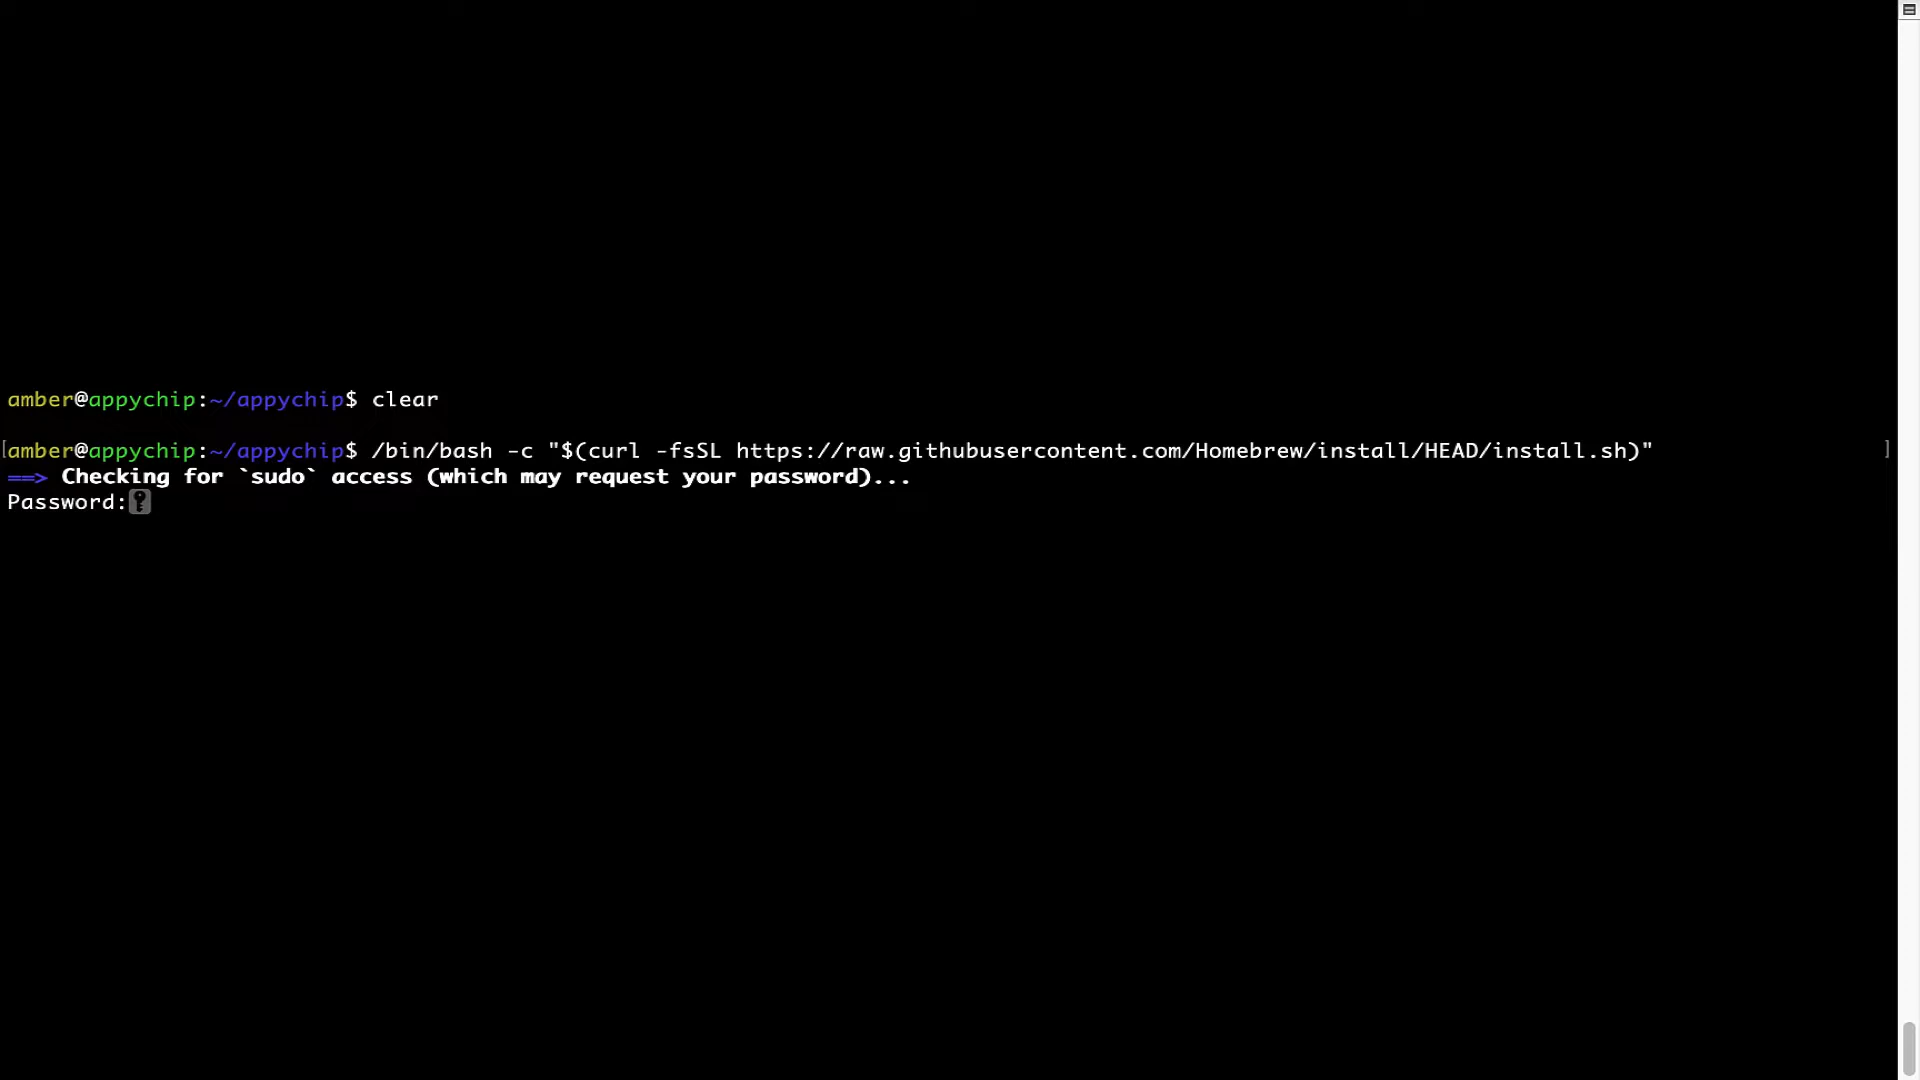 amber@appychip:~/appychip$ clear
[amber@appychip:~/appychip$ /bin/bash -c "$(curl -fsSL https://raw.githubusercontent.com/Homebrew/install/HEAD/install.sh)" ]
==> Checking for `sudo` access (which may request your password)...
Password: